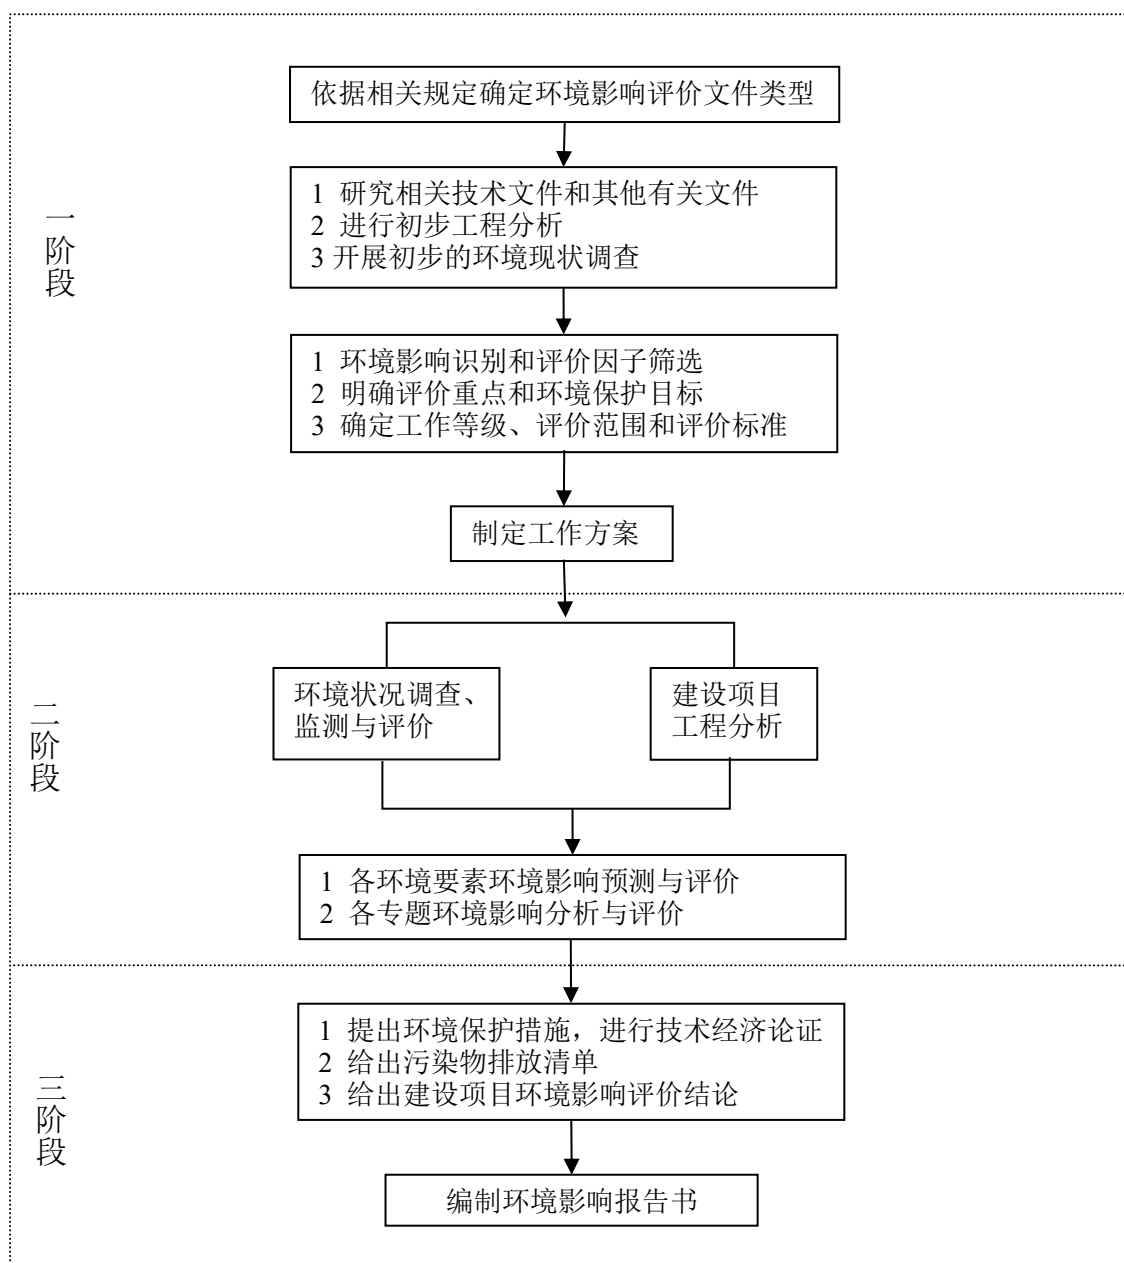 一阶段
依据相关规定确定环境影响评价文件类型
1 研究相关技术文件和其他有关文件
2 进行初步工程分析
3 开展初步的环境现状调查
1 环境影响识别和评价因子筛选
2 明确评价重点和环境保护目标
3 确定工作等级、评价范围和评价标准
制定工作方案
二阶段
环境状况调查、
监测与评价
建设项目
工程分析
1 各环境要素环境影响预测与评价
2 各专题环境影响分析与评价
三阶段
1 提出环境保护措施，进行技术经济论证
2 给出污染物排放清单
3 给出建设项目环境影响评价结论
编制环境影响报告书